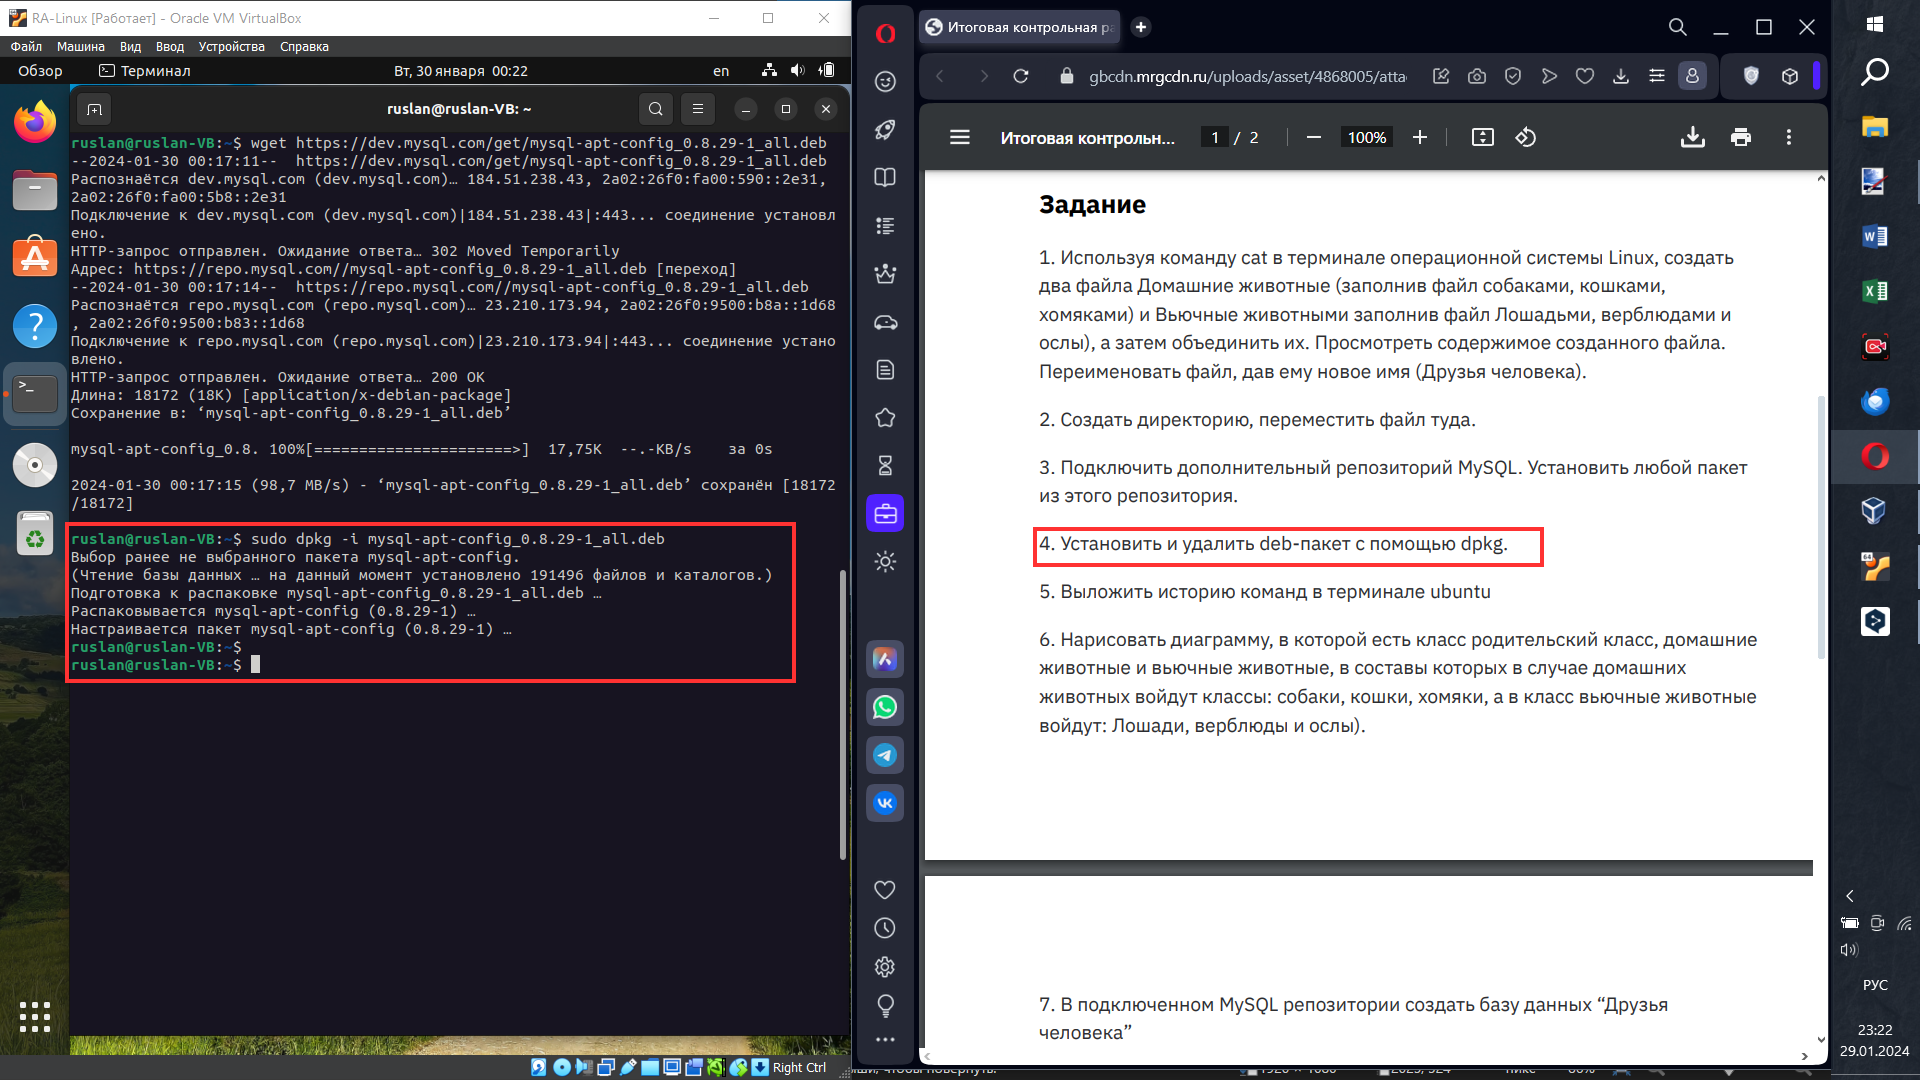 RA-Linux [Работает] - Oracle VM VirtualBox
Файл Машина Вид Ввод Устройства Справка
Обзор Терминал Вт, 30 января 00:22 en
ruslan@ruslan-VB: ~
ruslan@ruslan-VB:~$ wget https://dev.mysql.com/get/mysql-apt-config_0.8.29-1_all.deb
--2024-01-30 00:17:11--  https://dev.mysql.com/get/mysql-apt-config_0.8.29-1_all.deb
Распознаётся dev.mysql.com (dev.mysql.com)… 184.51.238.43, 2a02:26f0:fa00:590::2e31,
2a02:26f0:fa00:5b8::2e31
Подключение к dev.mysql.com (dev.mysql.com)|184.51.238.43|:443... соединение установл
ено.
HTTP-запрос отправлен. Ожидание ответа… 302 Moved Temporarily
Адрес: https://repo.mysql.com//mysql-apt-config_0.8.29-1_all.deb [переход]
--2024-01-30 00:17:14--  https://repo.mysql.com//mysql-apt-config_0.8.29-1_all.deb
Распознаётся repo.mysql.com (repo.mysql.com)… 23.210.173.94, 2a02:26f0:9500:b8a::1d68
, 2a02:26f0:9500:b83::1d68
Подключение к repo.mysql.com (repo.mysql.com)|23.210.173.94|:443... соединение устано
влено.
HTTP-запрос отправлен. Ожидание ответа… 200 OK
Длина: 18172 (18K) [application/x-debian-package]
Сохранение в: ‘mysql-apt-config_0.8.29-1_all.deb’
mysql-apt-config_0.8. 100%[======================>]  17,75K  --.-KB/s    за 0s
2024-01-30 00:17:15 (98,7 MB/s) - ‘mysql-apt-config_0.8.29-1_all.deb’ сохранён [18172
/18172]
ruslan@ruslan-VB:~$ sudo dpkg -i mysql-apt-config_0.8.29-1_all.deb
Выбор ранее не выбранного пакета mysql-apt-config.
(Чтение базы данных … на данный момент установлено 191496 файлов и каталогов.)
Подготовка к распаковке mysql-apt-config_0.8.29-1_all.deb …
Распаковывается mysql-apt-config (0.8.29-1) …
Настраивается пакет mysql-apt-config (0.8.29-1) …
ruslan@ruslan-VB:~$
ruslan@ruslan-VB:~$
Right Ctrl
Итоговая контрольная ра
gbcdn.mrgcdn.ru/uploads/asset/4868005/atta
Итоговая контрольн... 1 / 2 100%
Задание
1. Используя команду cat в терминале операционной системы Linux, создать
два файла Домашние животные (заполнив файл собаками, кошками,
хомяками) и Вьючные животными заполнив файл Лошадьми, верблюдами и
ослы), а затем объединить их. Просмотреть содержимое созданного файла.
Переименовать файл, дав ему новое имя (Друзья человека).
2. Создать директорию, переместить файл туда.
3. Подключить дополнительный репозиторий MySQL. Установить любой пакет
из этого репозитория.
4. Установить и удалить deb-пакет с помощью dpkg.
5. Выложить историю команд в терминале ubuntu
6. Нарисовать диаграмму, в которой есть класс родительский класс, домашние
животные и вьючные животные, в составы которых в случае домашних
животных войдут классы: собаки, кошки, хомяки, а в класс вьючные животные
войдут: Лошади, верблюды и ослы).
7. В подключенном MySQL репозитории создать базу данных “Друзья
человека”
РУС
23:22
29.01.2024